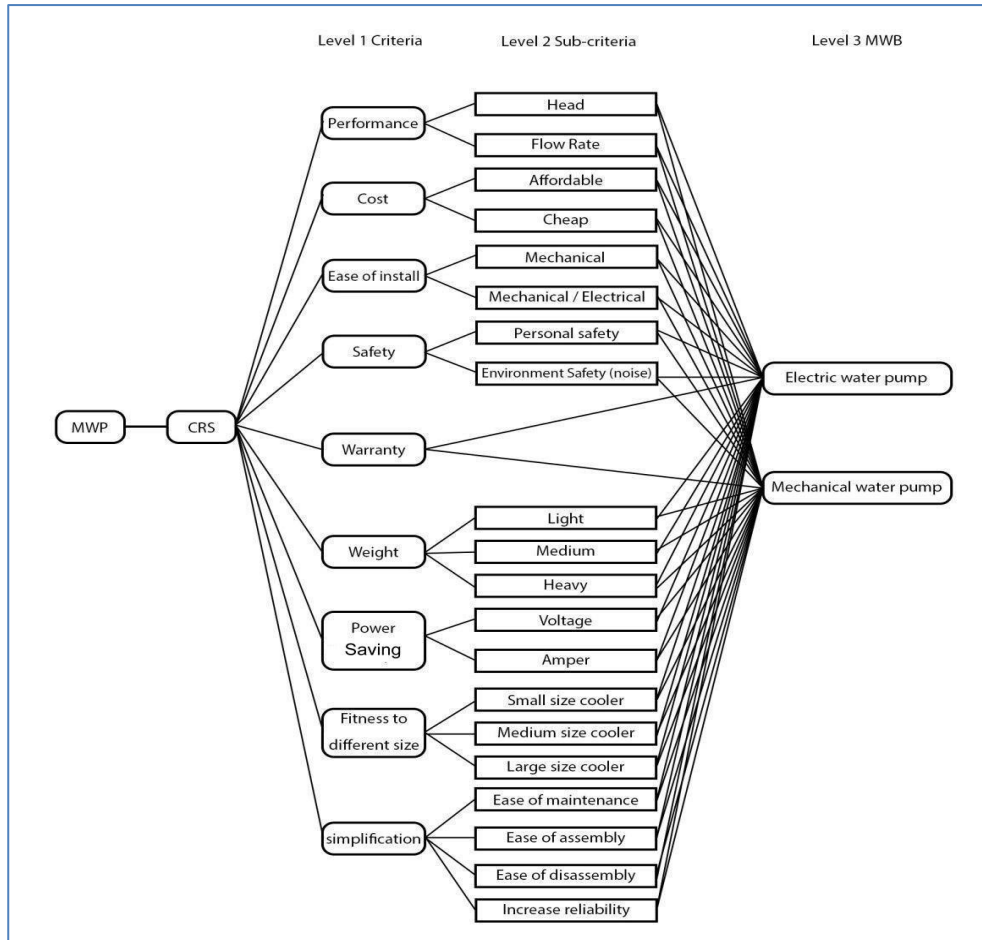 Level 1 Criteria
Level 2 Sub-criteria
Level 3 MWB
Performance
Head
Flow Rate
Cost
Affordable
Cheap
Ease of install
Mechanical
Mechanical / Electrical
Safety
Personal safety
Environment Safety (noise)
Electric water pump
MWP
CRS
Warranty
Mechanical water pump
Weight
Light
Medium
Heavy
Power
Saving
Voltage
Amper
Fitness to
different size
Small size cooler
Medium size cooler
Large size cooler
simplification
Ease of maintenance
Ease of assembly
Ease of disassembly
Increase reliability